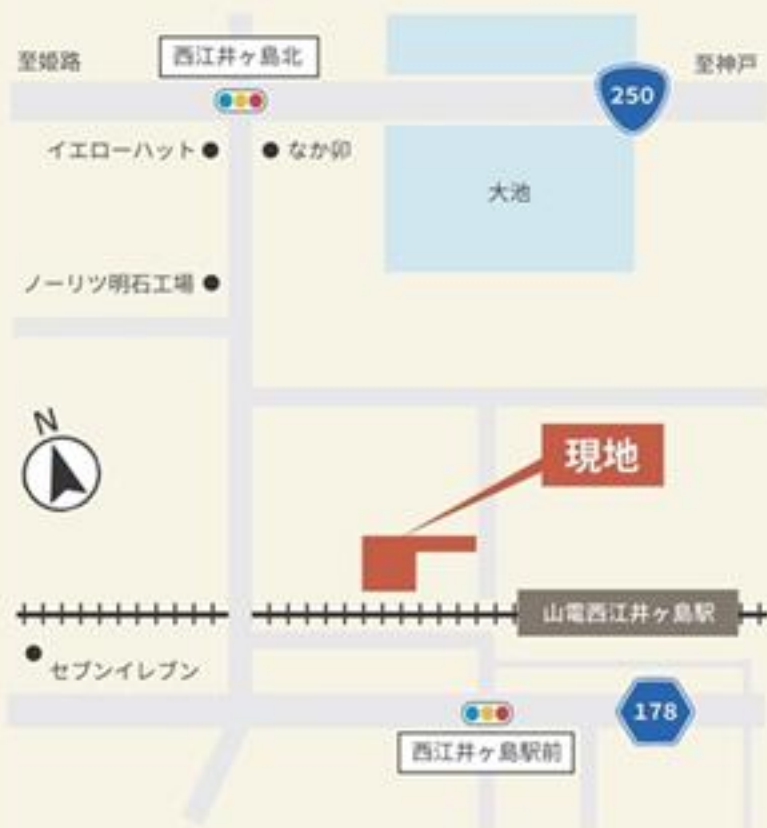 西江井ヶ島北
至姫路
至神戸
250
イエローハット
なか卯
大池
ノーリツ明石工場
N
現地
山電西江井ヶ島駅
セブンイレブン
178
西江井ヶ島駅前